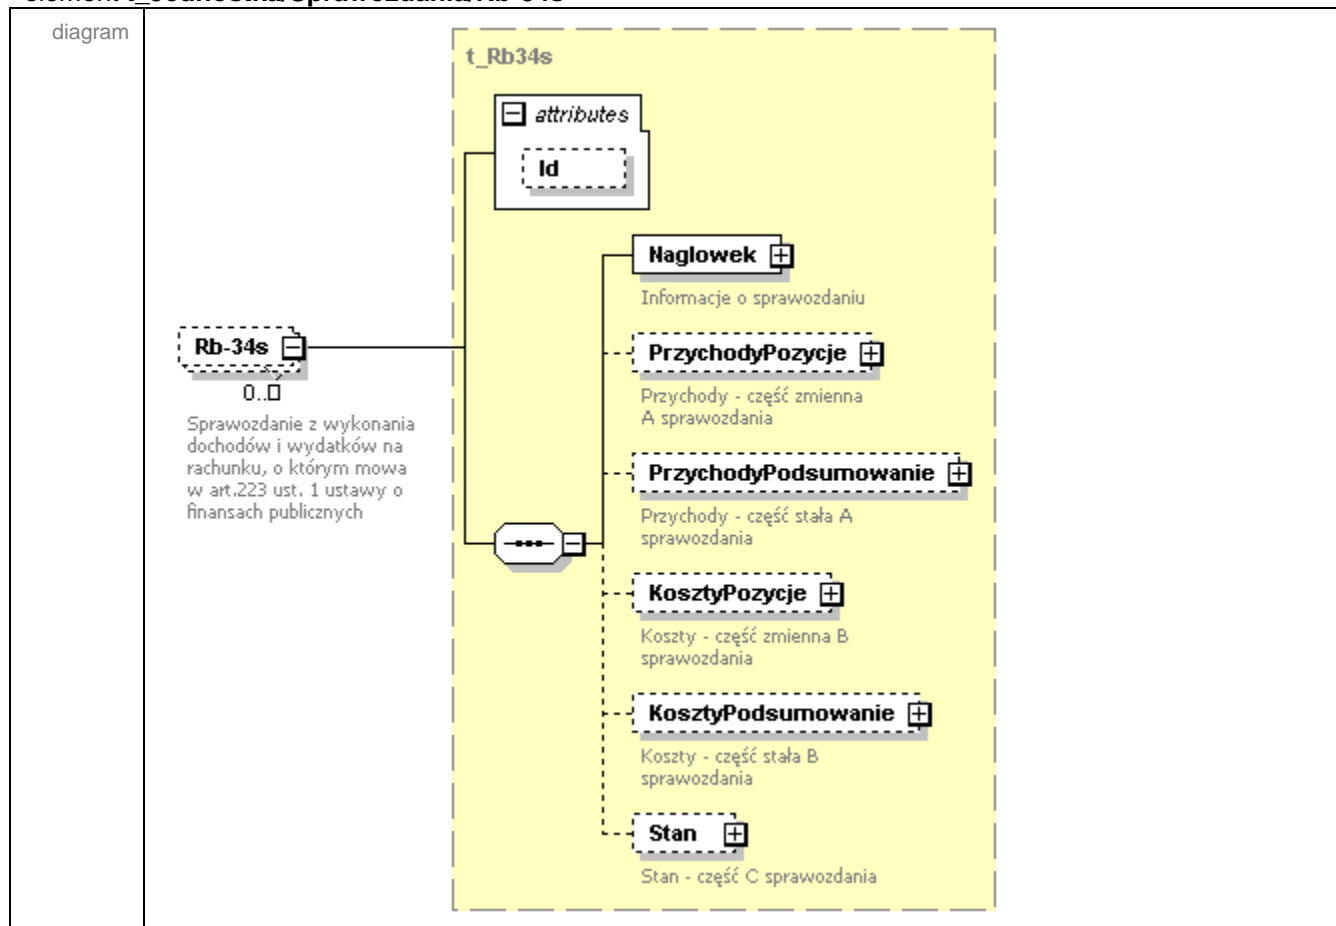 diagram
t_Rb34s
attributes
Id
Naglowek
Informacje o sprawozdaniu
Rb-34s
0..
Sprawozdanie z wykonania
dochodów i wydatków na
rachunku, o którym mowa
w art.223 ust. 1 ustawy o
finansach publicznych
PrzychodyPozycje
Przychody - część zmienna
A sprawozdania
PrzychodyPodsumowanie
Przychody - część stała A
sprawozdania
KosztyPozycje
Koszty - część zmienna B
sprawozdania
KosztyPodsumowanie
Koszty - część stała B
sprawozdania
Stan
Stan - część C sprawozdania